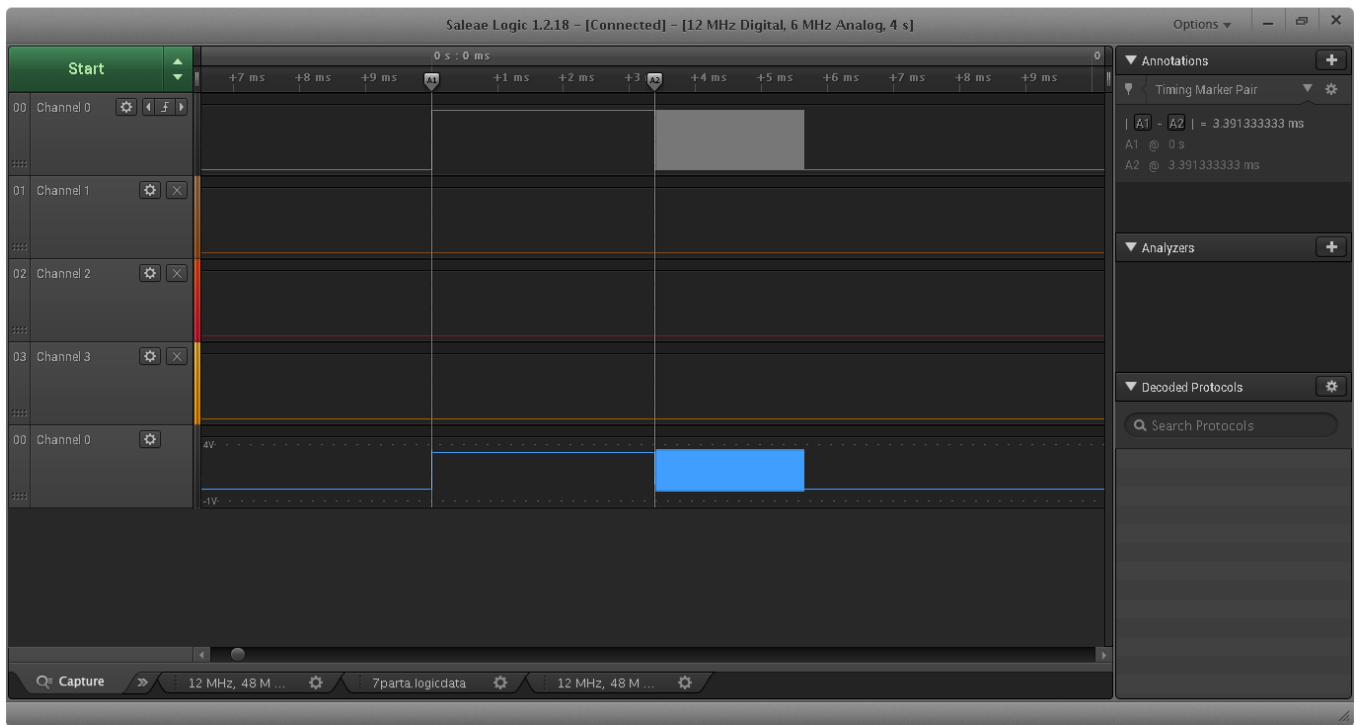 Saleae Logic 1.2.18 - [Connected] - [12 MHz Digital, 6 MHz Analog, 4 s]
Options
Start
0 s : 0 ms
0
+7 ms +8 ms +9 ms A1 +1 ms +2 ms +3 A2 +4 ms +5 ms +6 ms +7 ms +8 ms +9 ms
00 Channel 0
01 Channel 1
02 Channel 2
03 Channel 3
00 Channel 0
4V
-1V
Annotations
Timing Marker Pair
| A1 - A2 | = 3.391333333 ms
A1 @ 0 s
A2 @ 3.391333333 ms
Analyzers
Decoded Protocols
Search Protocols
Capture
12 MHz, 48 M ...
7parta.logicdata
12 MHz, 48 M ...